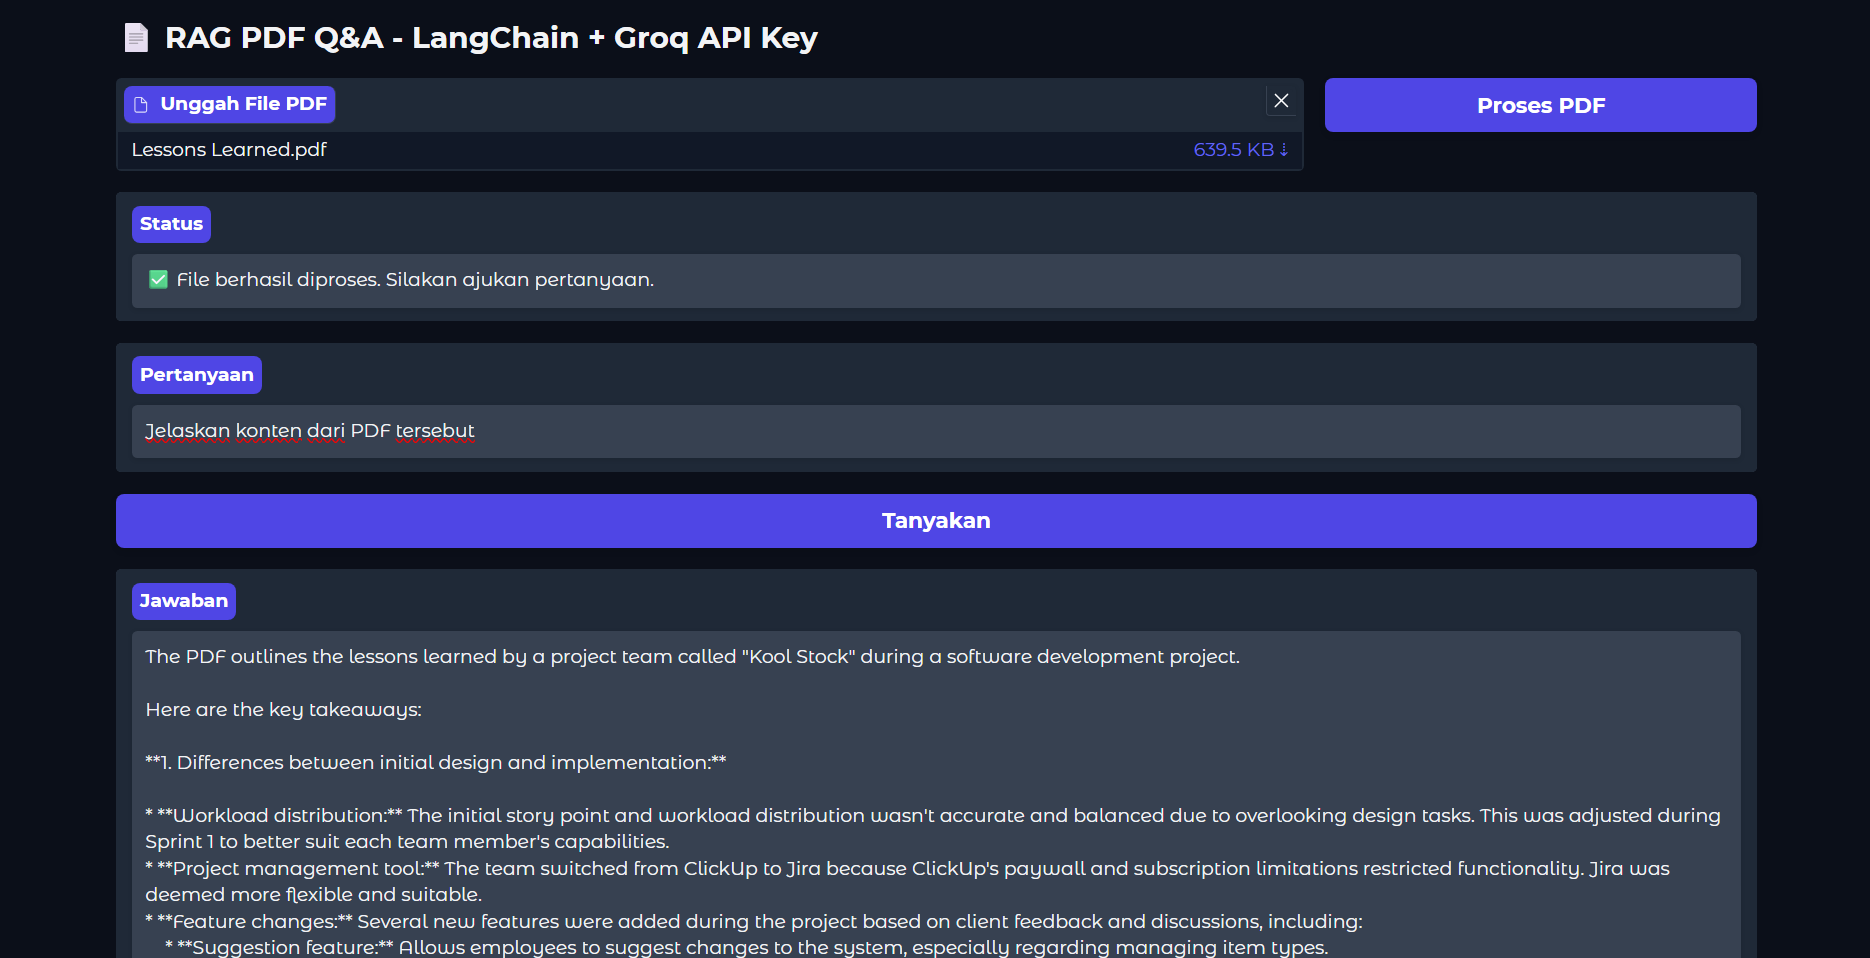 RAG PDF Q&A - LangChain + Groq API Key
Unggah File PDF
Proses PDF
Lessons Learned.pdf
639.5 KB ⇣
Status
✅ File berhasil diproses. Silakan ajukan pertanyaan.
Pertanyaan
Jelaskan konten dari PDF tersebut
Tanyakan
Jawaban
The PDF outlines the lessons learned by a project team called "Kool Stock" during a software development project.
Here are the key takeaways:
**1. Differences between initial design and implementation:**
* **Workload distribution:** The initial story point and workload distribution wasn't accurate and balanced due to overlooking design tasks. This was adjusted during
Sprint 1 to better suit each team member's capabilities.
* **Project management tool:** The team switched from ClickUp to Jira because ClickUp's paywall and subscription limitations restricted functionality. Jira was
deemed more flexible and suitable.
* **Feature changes:** Several new features were added during the project based on client feedback and discussions, including:
* **Suggestion feature:** Allows employees to suggest changes to the system, especially regarding managing item types.